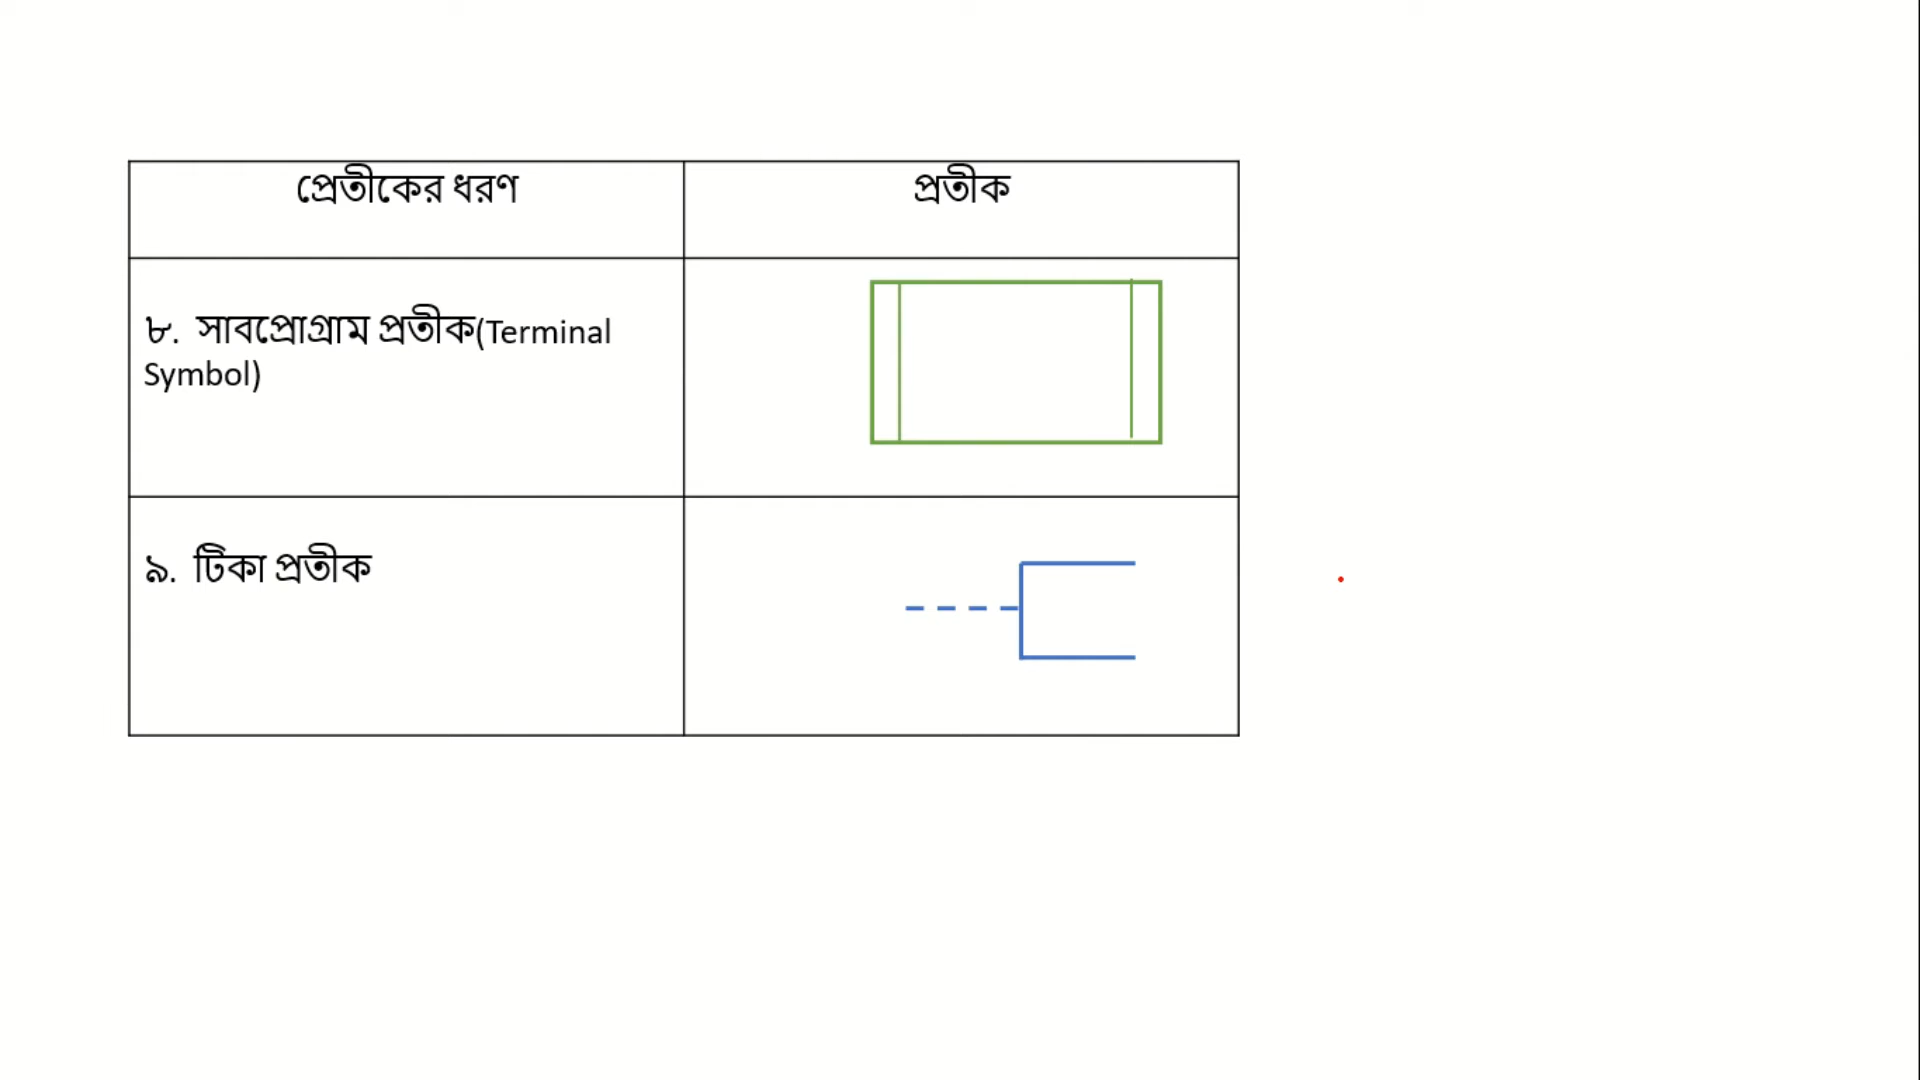 প্রেতীকের ধরণ
প্রতীক
৮. সাবপ্রোগ্রাম প্রতীক(Terminal
Symbol)
৯. টিকা প্রতীক